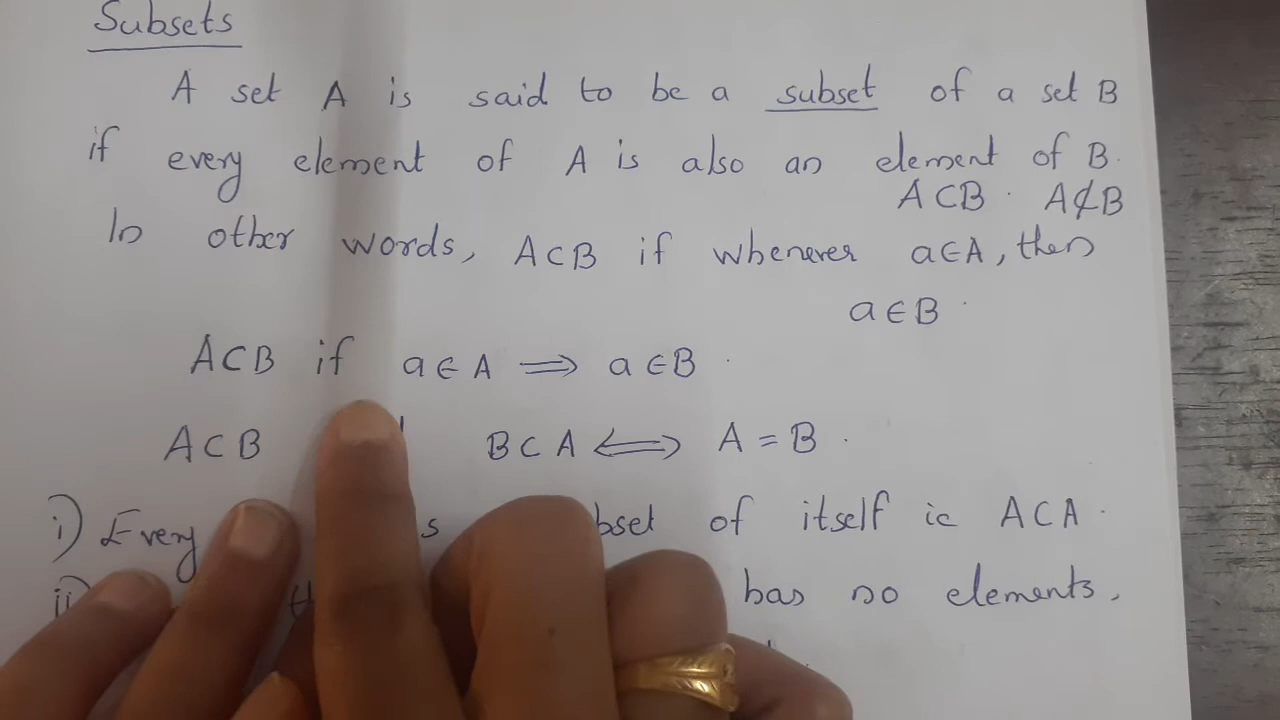 Subsets
A set A is said to be a subset of a set B
if every element of A is also an element of B.
A⊂B . A⊄B
In other words, A⊂B if whenever a∈A, then
a∈B .
A⊂B if a∈A ⟹ a∈B .
A⊂B B⊂A ⟺ A = B .
i) Every of itself ie A⊂A .
ii) has no elements,